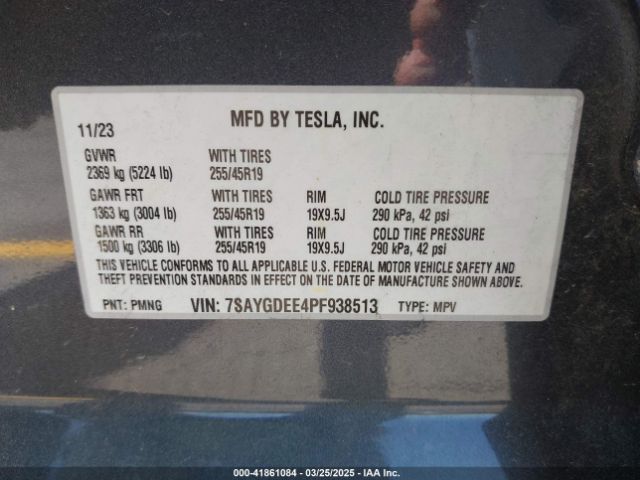 MFD BY TESLA, INC.
11/23
GVWR WITH TIRES
2369 kg (5224 lb) 255/45R19
GAWR FRT WITH TIRES RIM COLD TIRE PRESSURE
1363 kg (3004 lb) 255/45R19 19X9.5J 290 kPa, 42 psi
GAWR RR WITH TIRES RIM COLD TIRE PRESSURE
1500 kg (3306 lb) 255/45R19 19X9.5J 290 kPa, 42 psi
THIS VEHICLE CONFORMS TO ALL APPLICABLE U.S. FEDERAL MOTOR VEHICLE SAFETY AND
THEFT PREVENTION STANDARDS IN EFFECT ON THE DATE OF MANUFACTURE SHOWN ABOVE.
PNT: PMNG VIN: 7SAYGDEE4PF938513 TYPE: MPV
000-41861084 - 03/25/2025 - IAA Inc.